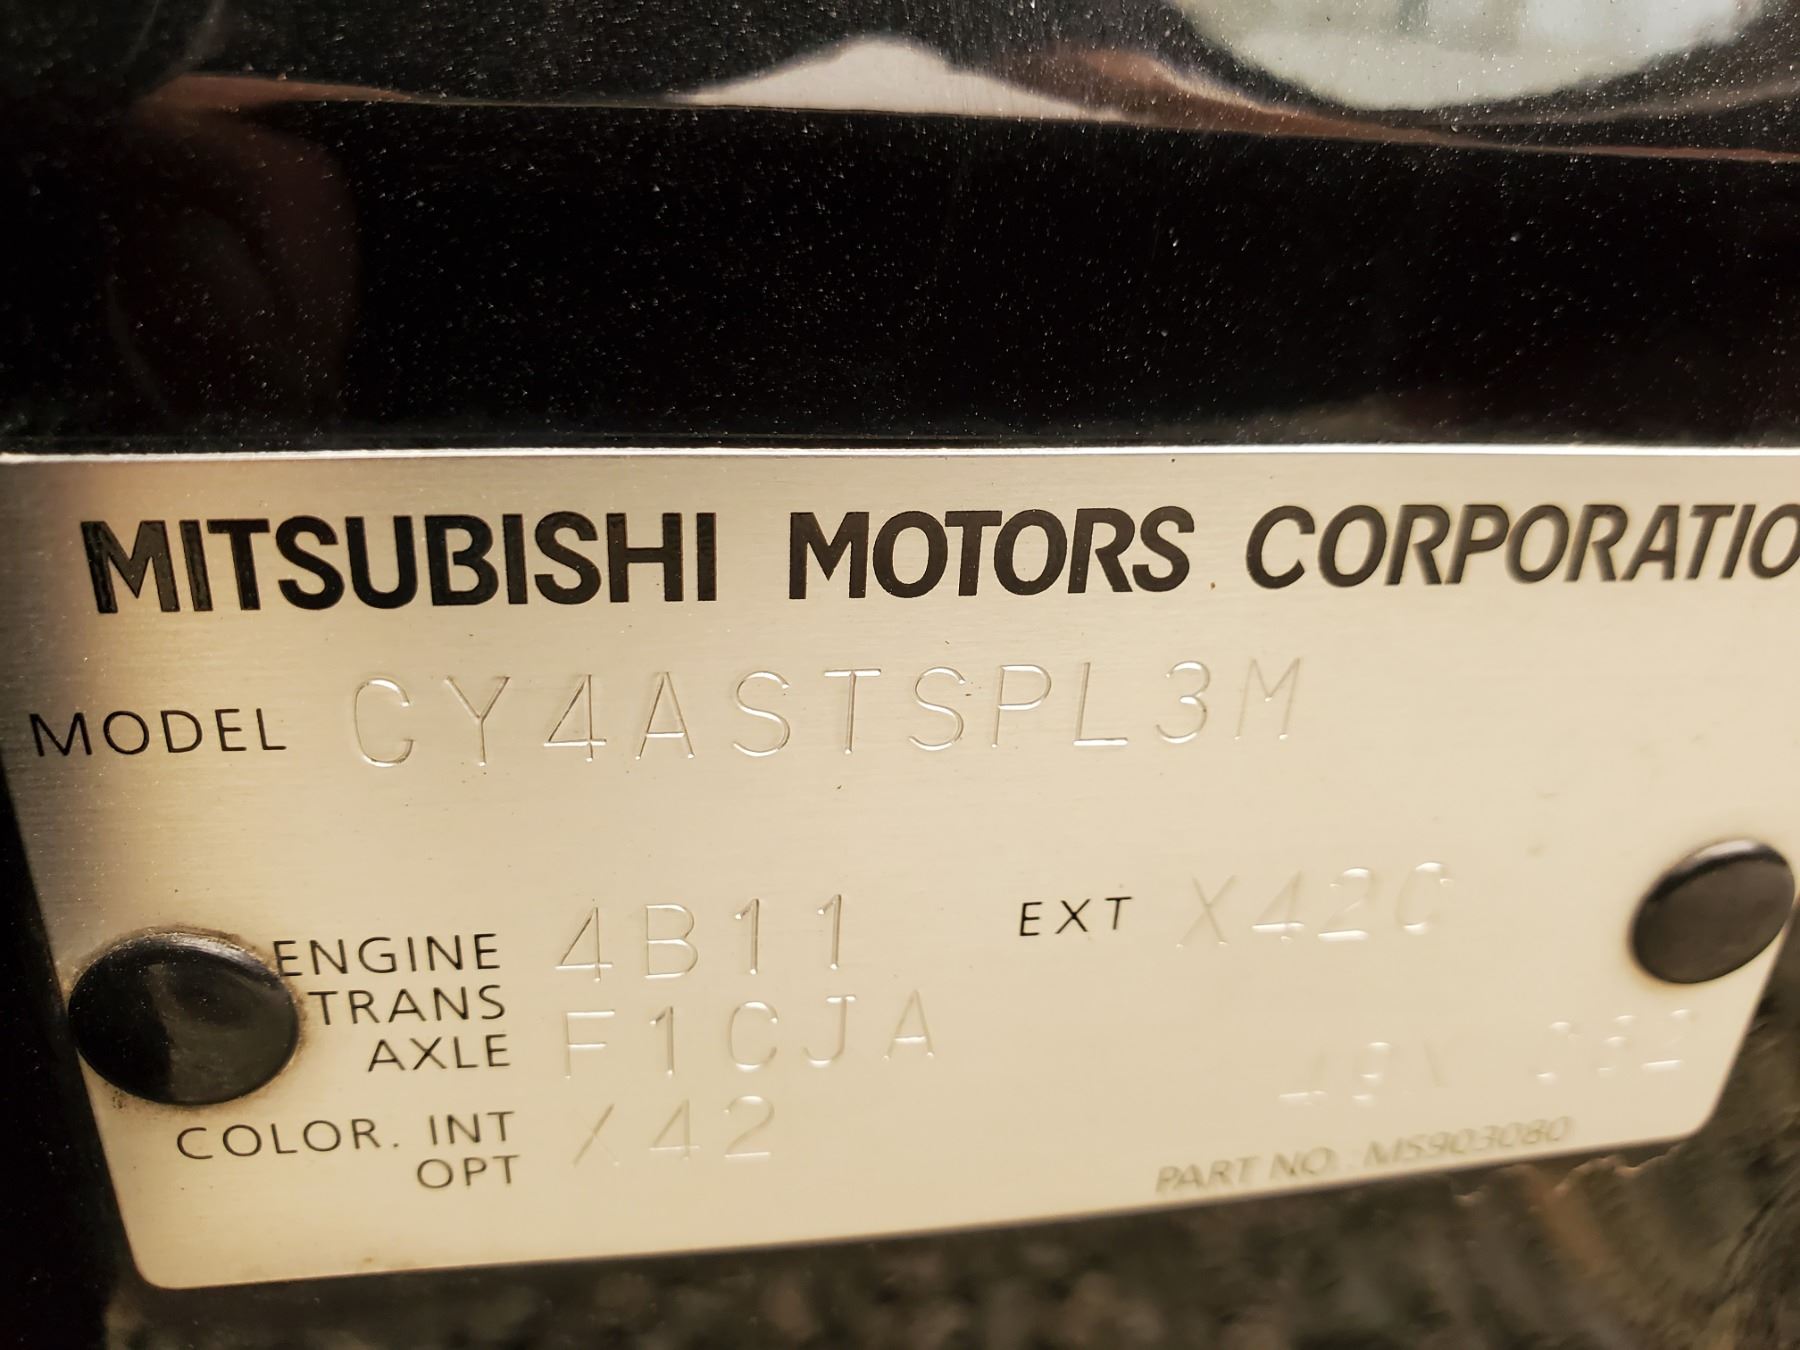 MITSUBISHI MOTORS CORPORATIO
MODEL CY4ASTSPL3M
ENGINE 4B11 EXT X42C
TRANS
AXLE F1CJA
COLOR. INT X42
OPT
PART NO. MS903080